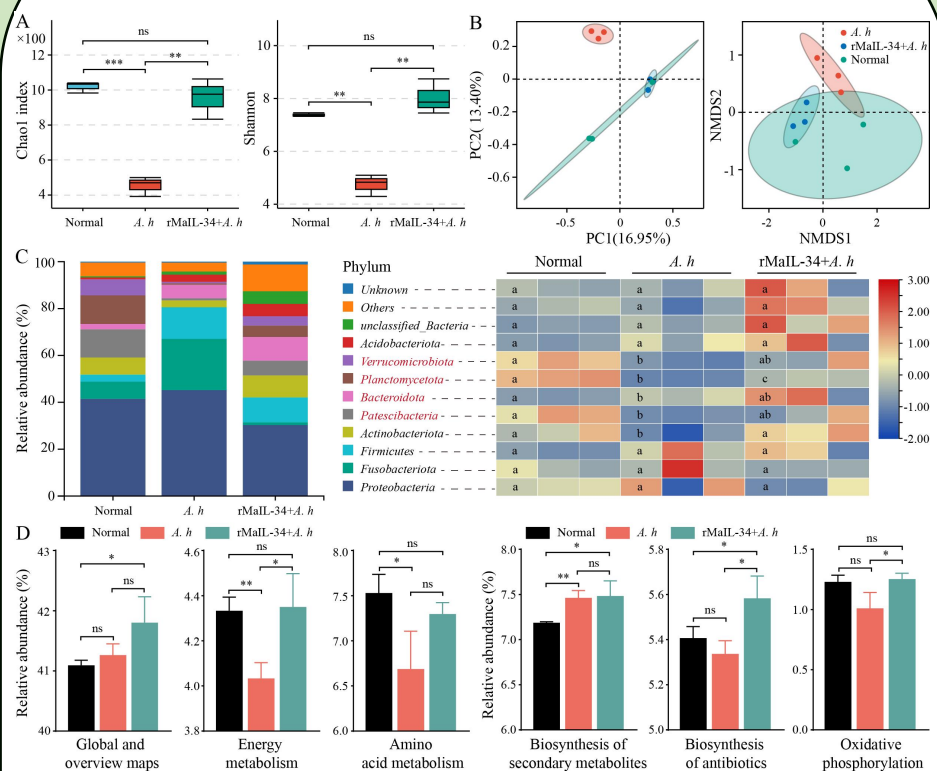 A
×100
ns
***
**
12
10
8
6
4
Chao1 index
Normal
A. h
rMaIL-34+A. h
ns
**
**
10
8
6
4
Shannon
Normal
A. h
rMaIL-34+A. h
B
0.2
0
-0.2
-0.4
-0.6
PC2( 13.40%)
-0.5
0
0.5
PC1(16.95%)
A. h
rMaIL-34+A. h
Normal
1
0
-1
NMDS2
-2
0
2
NMDS1
C
100
80
60
40
20
0
Relative abundance (%)
Normal
A. h
rMaIL-34+A. h
Phylum
Unknown
Others
unclassified_Bacteria
Acidobacteriota
Verrucomicrobiota
Planctomycetota
Bacteroidota
Patescibacteria
Actinobacteriota
Firmicutes
Fusobacteriota
Proteobacteria
Normal
A. h
rMaIL-34+A. h
a a a
a a a
a a a
a a a
a b ab
a b c
a b ab
a b ab
a b a
a a a
a a a
a a a
3.00
2.00
1.00
0.00
-1.00
-2.00
D
Normal
A. h
rMaIL-34+A. h
Relative abundance (%)
43
42
41
40
*
ns
ns
Global and
overview maps
4.6
4.4
4.2
4.0
3.8
ns
*
**
Energy
metabolism
8.0
7.5
7.0
6.5
6.0
ns
*
ns
Amino
acid metabolism
Normal
A. h
rMaIL-34+A. h
Relative abundance (%)
8.0
7.5
7.0
6.5
6.0
*
ns
**
Biosynthesis of
secondary metabolites
5.8
5.6
5.4
5.2
5.0
*
*
ns
Biosynthesis
of antibiotics
1.5
1.0
0.5
0.0
ns
ns
*
Oxidative
phosphorylation